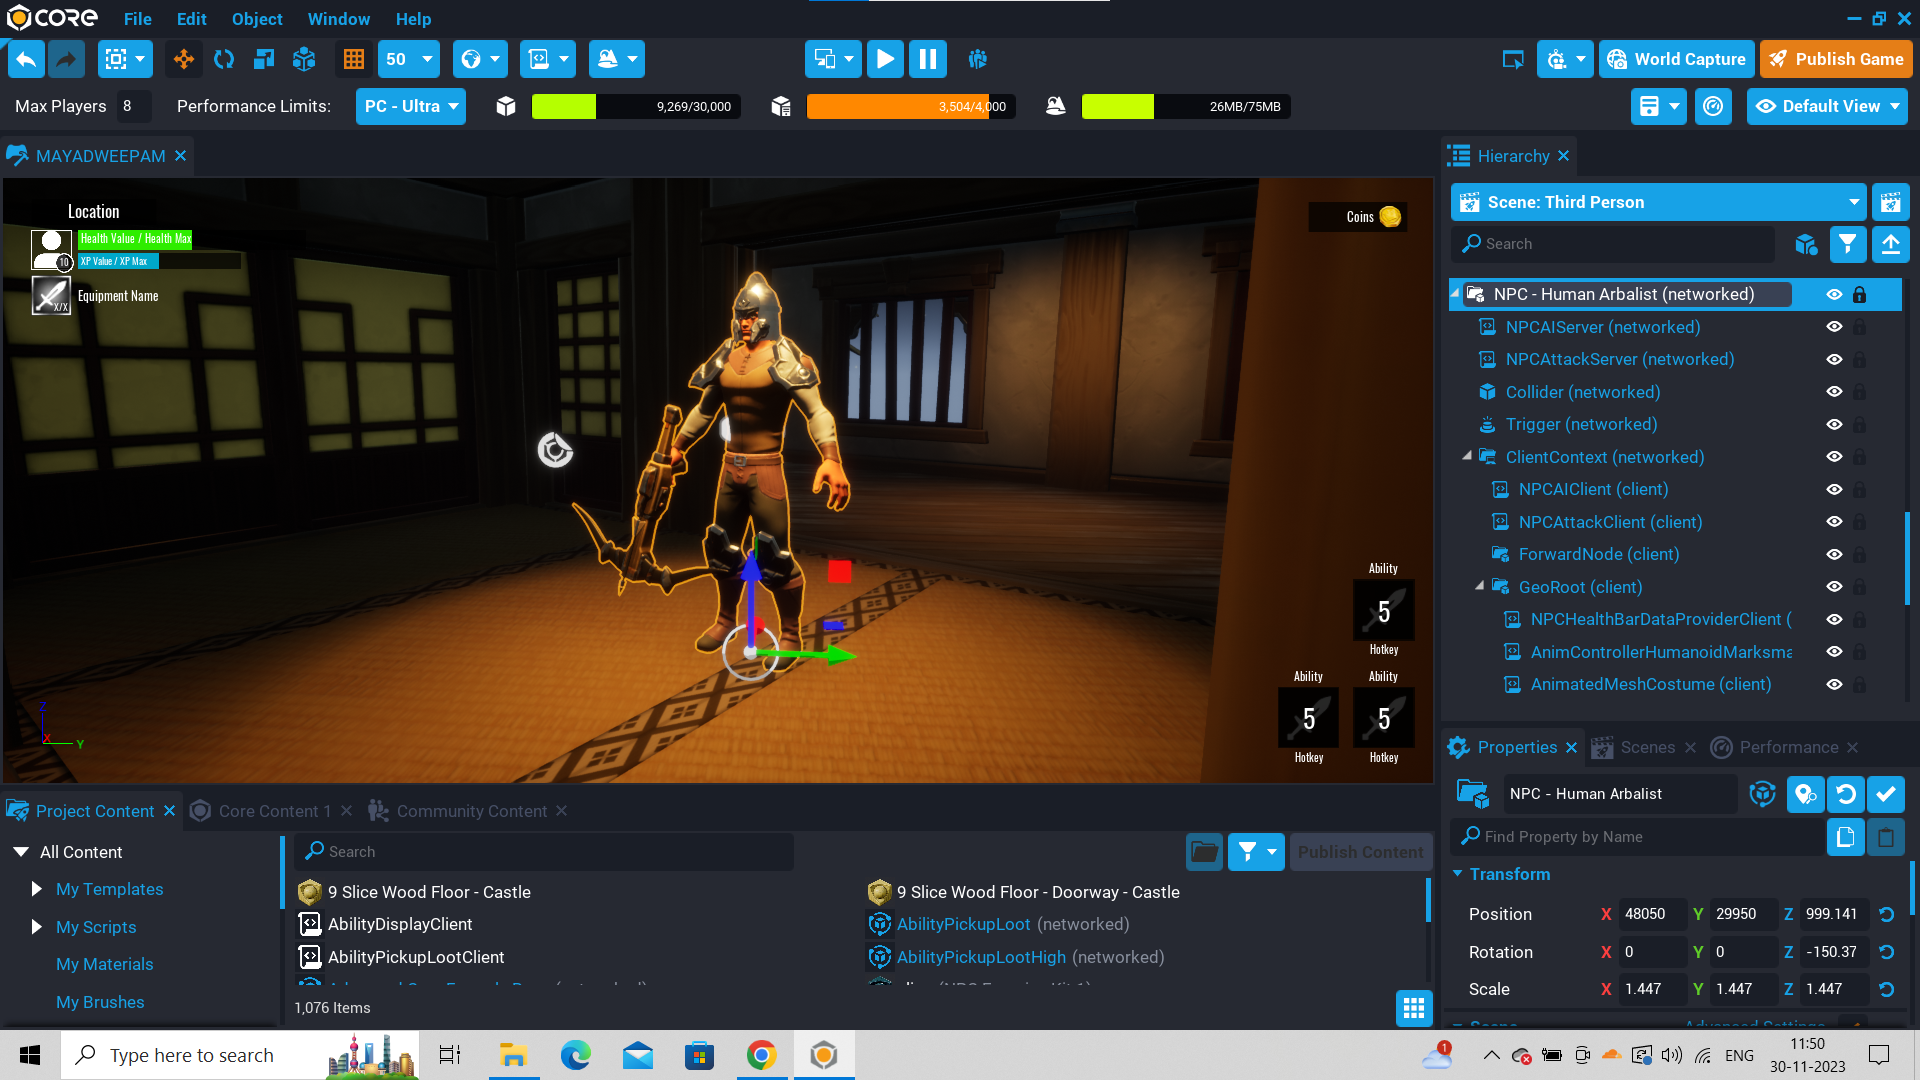 CORE File Edit Object Window Help
50 World Capture Publish Game
Max Players 8 Performance Limits: PC - Ultra 9,269/30,000 3,504/4,000 26MB/75MB Default View
MAYADWEEPAM
Location
Health Value / Health Max
10
XP Value / XP Max
X/X
Equipment Name
Coins
Ability
5
Hotkey
Ability Ability
5 5
Hotkey Hotkey
Z
X
Y
Hierarchy
Scene: Third Person
Search
NPC - Human Arbalist (networked)
NPCAIServer (networked)
NPCAttackServer (networked)
Collider (networked)
Trigger (networked)
ClientContext (networked)
NPCAIClient (client)
NPCAttackClient (client)
ForwardNode (client)
GeoRoot (client)
NPCHealthBarDataProviderClient (
AnimControllerHumanoidMarksma
AnimatedMeshCostume (client)
Properties Scenes Performance
NPC - Human Arbalist
Find Property by Name
Transform
Position X 48050 Y 29950 Z 999.141
Rotation X 0 Y 0 Z -150.37
Scale X 1.447 Y 1.447 Z 1.447
Project Content Core Content 1 Community Content
All Content
My Templates
My Scripts
My Materials
My Brushes
Search
Publish Content
9 Slice Wood Floor - Castle
9 Slice Wood Floor - Doorway - Castle
AbilityDisplayClient
AbilityPickupLoot (networked)
AbilityPickupLootClient
AbilityPickupLootHigh (networked)
1,076 Items
Type here to search
1
ENG
11:50
30-11-2023